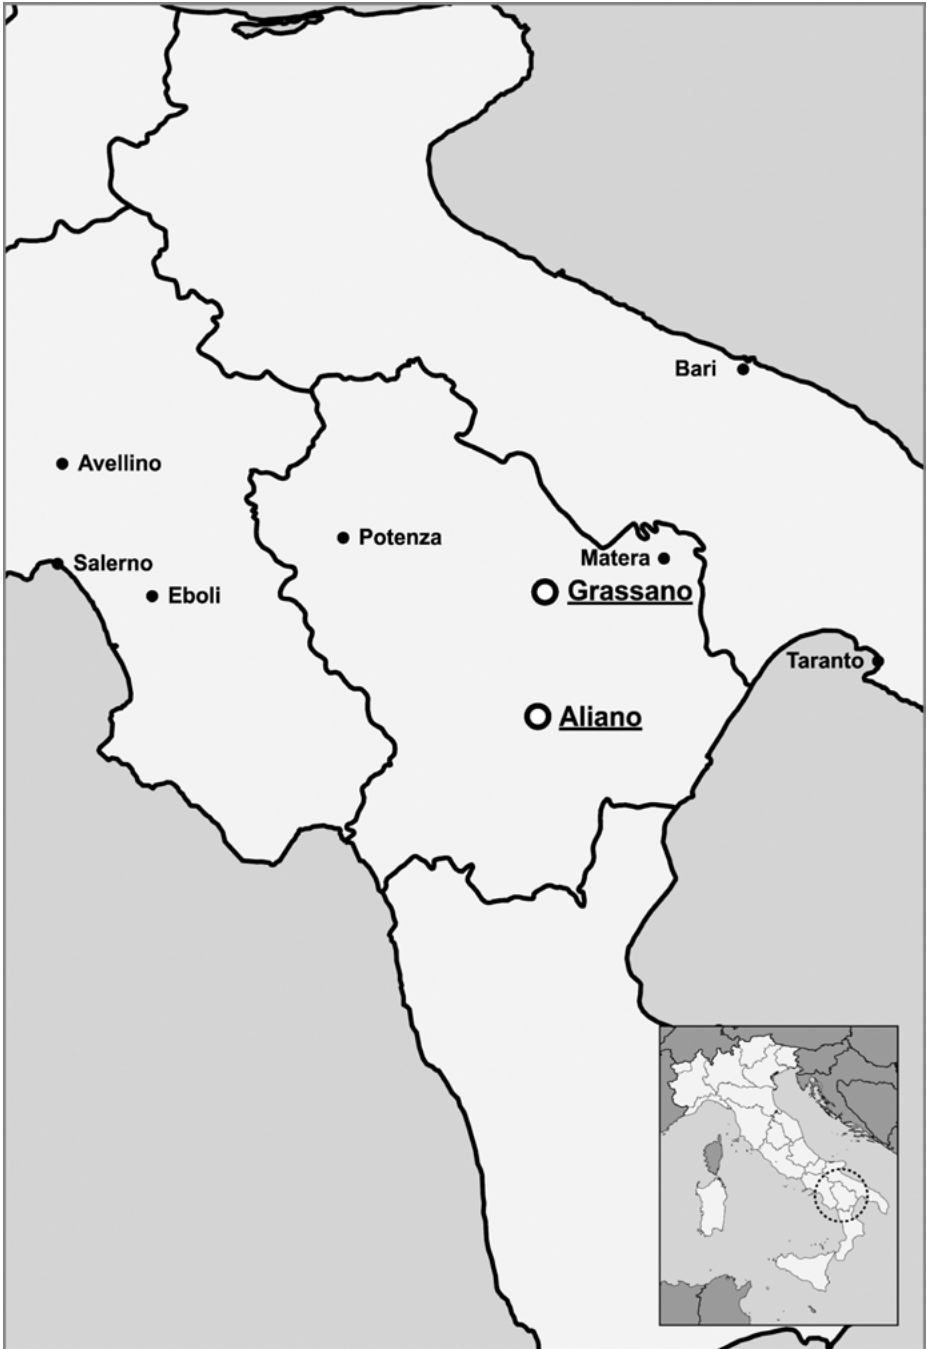 Bari
Avellino
Potenza
Matera
Salerno
Grassano
Eboli
Taranto
Aliano